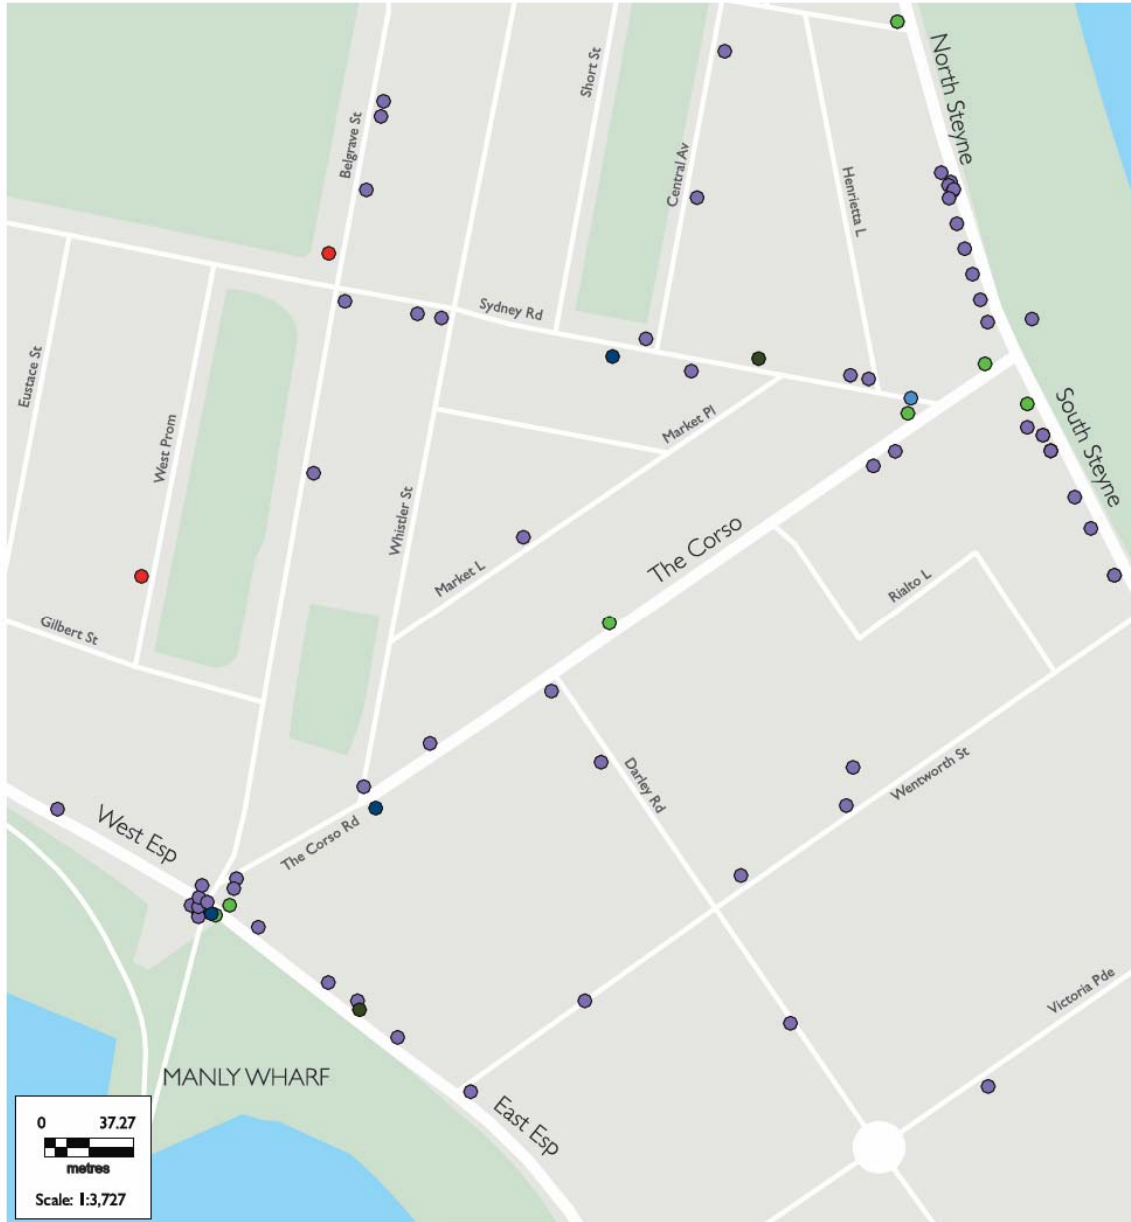 North Steyne
Short St
Belgrave St
Central Av
Henrietta L
Sydney Rd
Eustace St
West Prom
Market Pl
South Steyne
Whistler St
The Corso
Market L
Rialto L
Gilbert St
Darley Rd
Wentworth St
West Esp
The Corso Rd
Victoria Pde
MANLY WHARF
East Esp
0 37.27
metres
Scale: 1:3,727